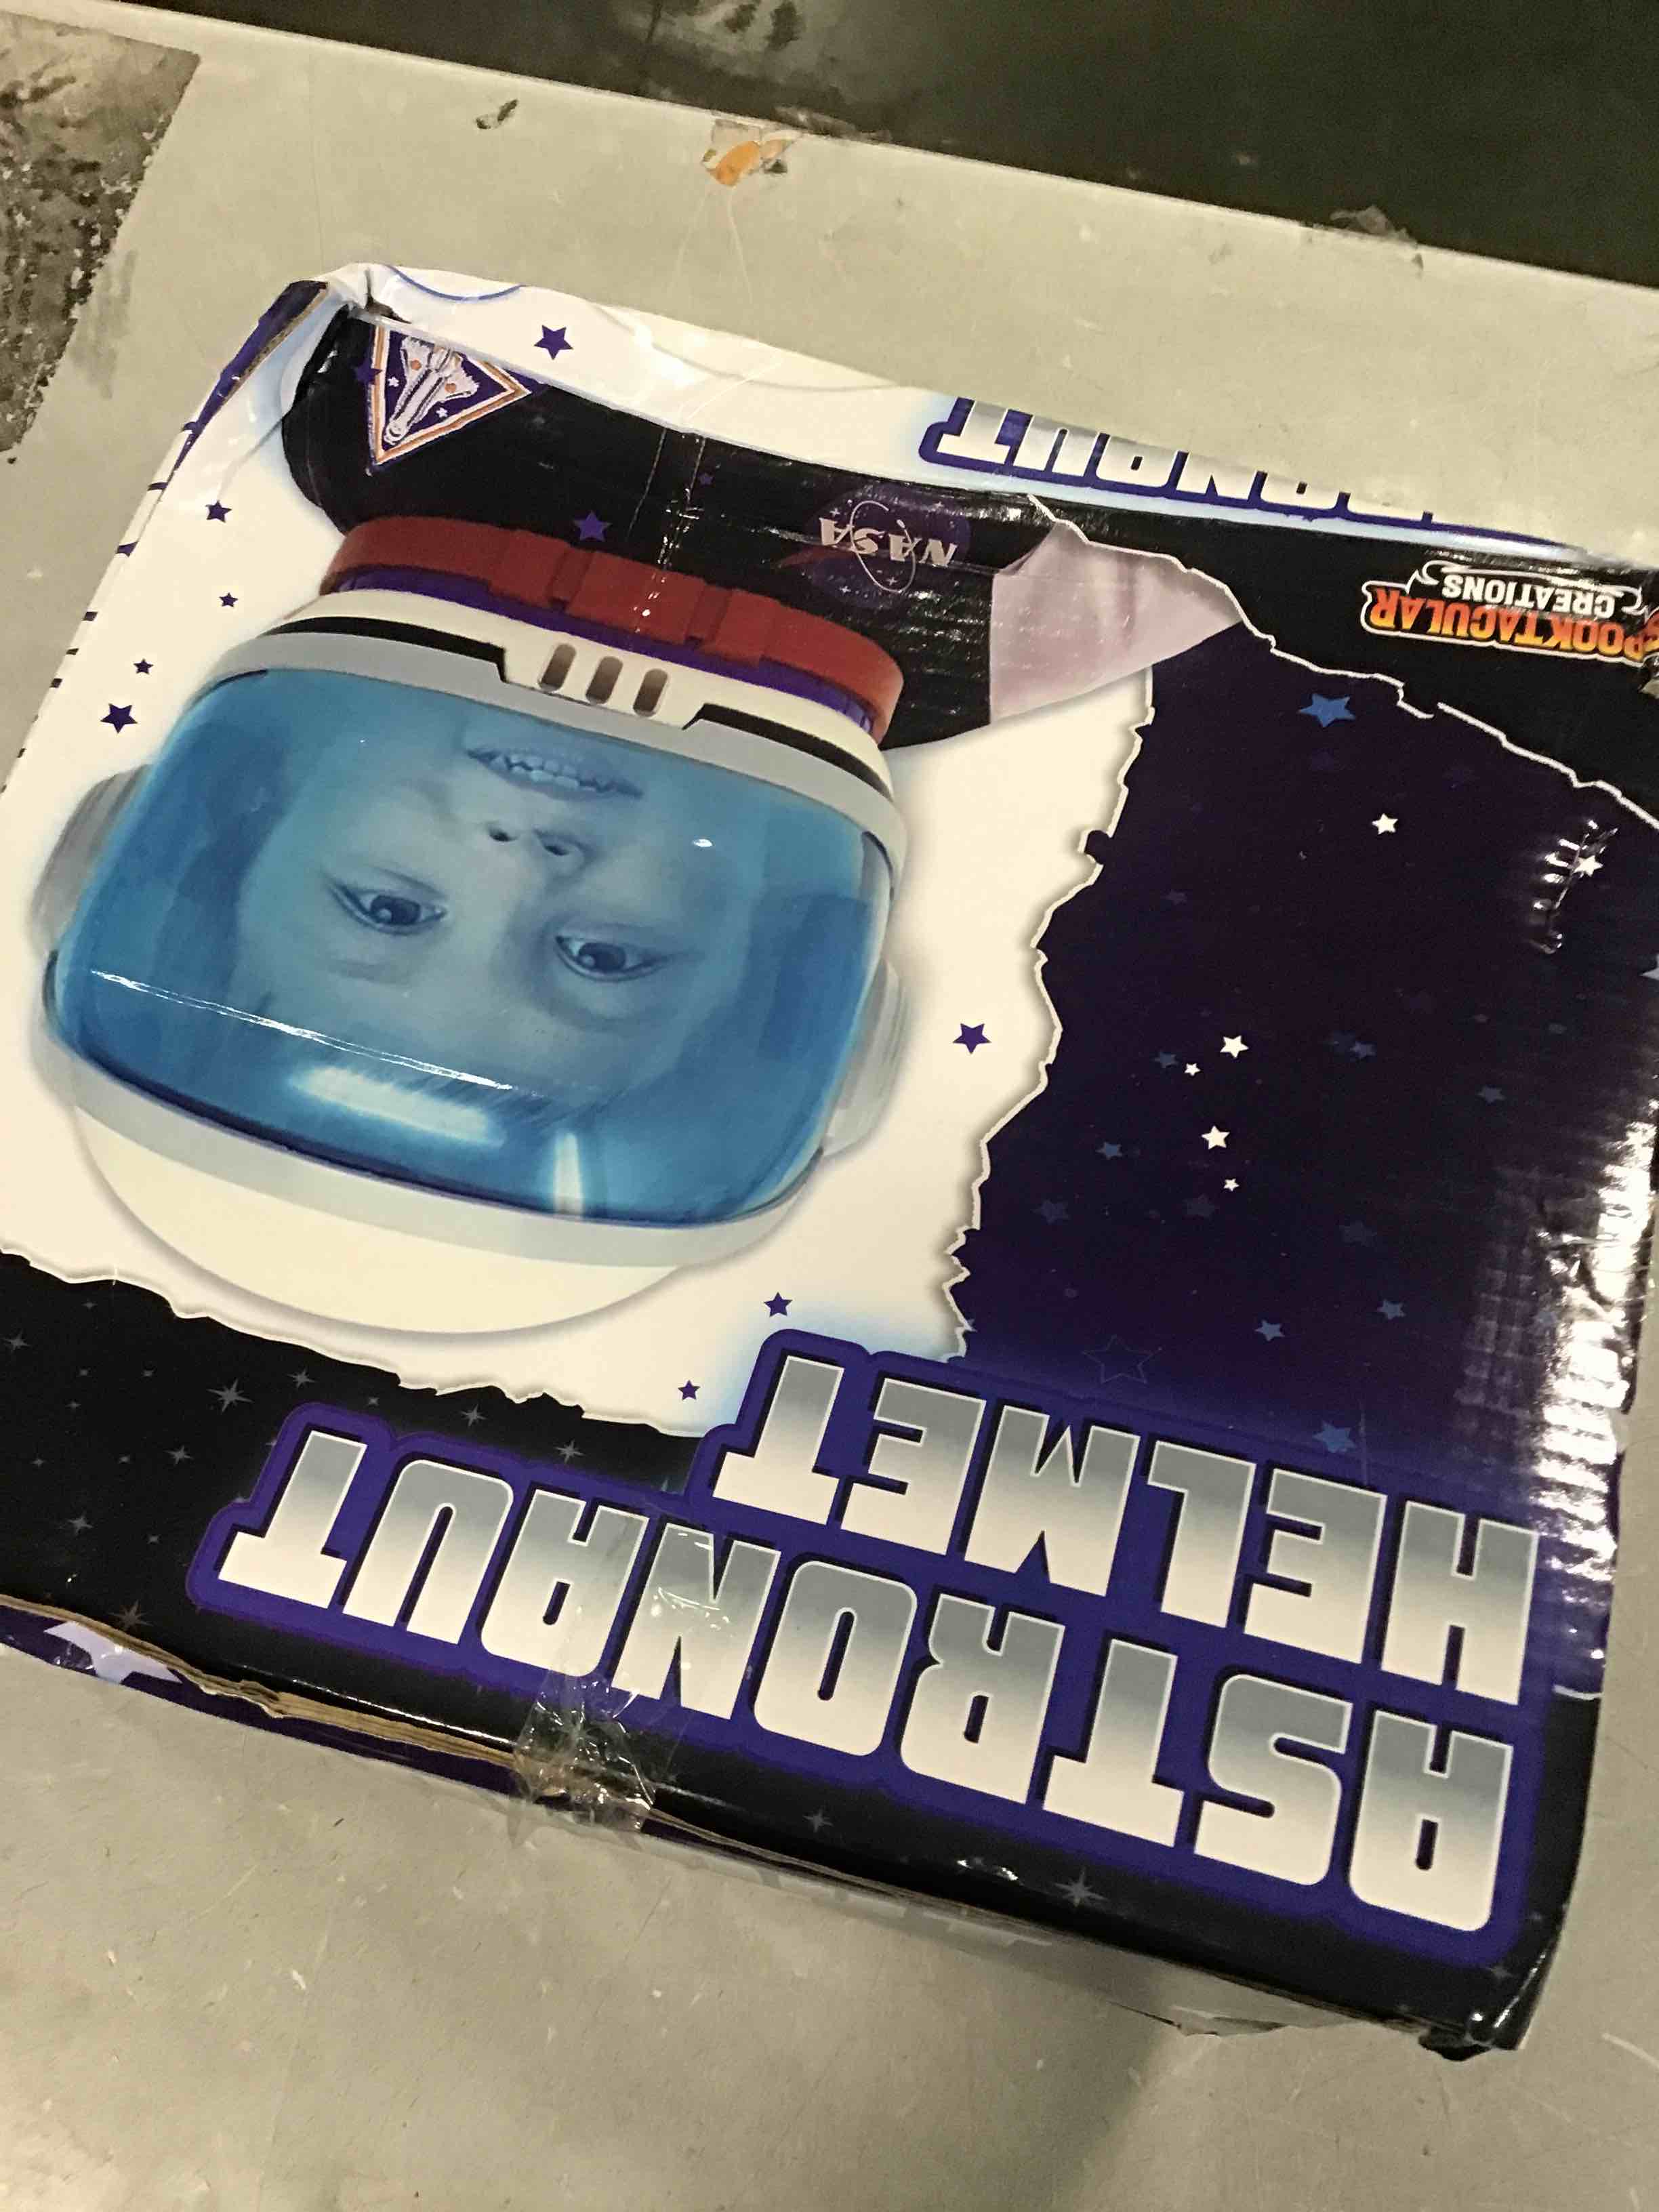 ASTRONAUT
HELMET
SPOOKTACULAR
CREATIONS
NASA